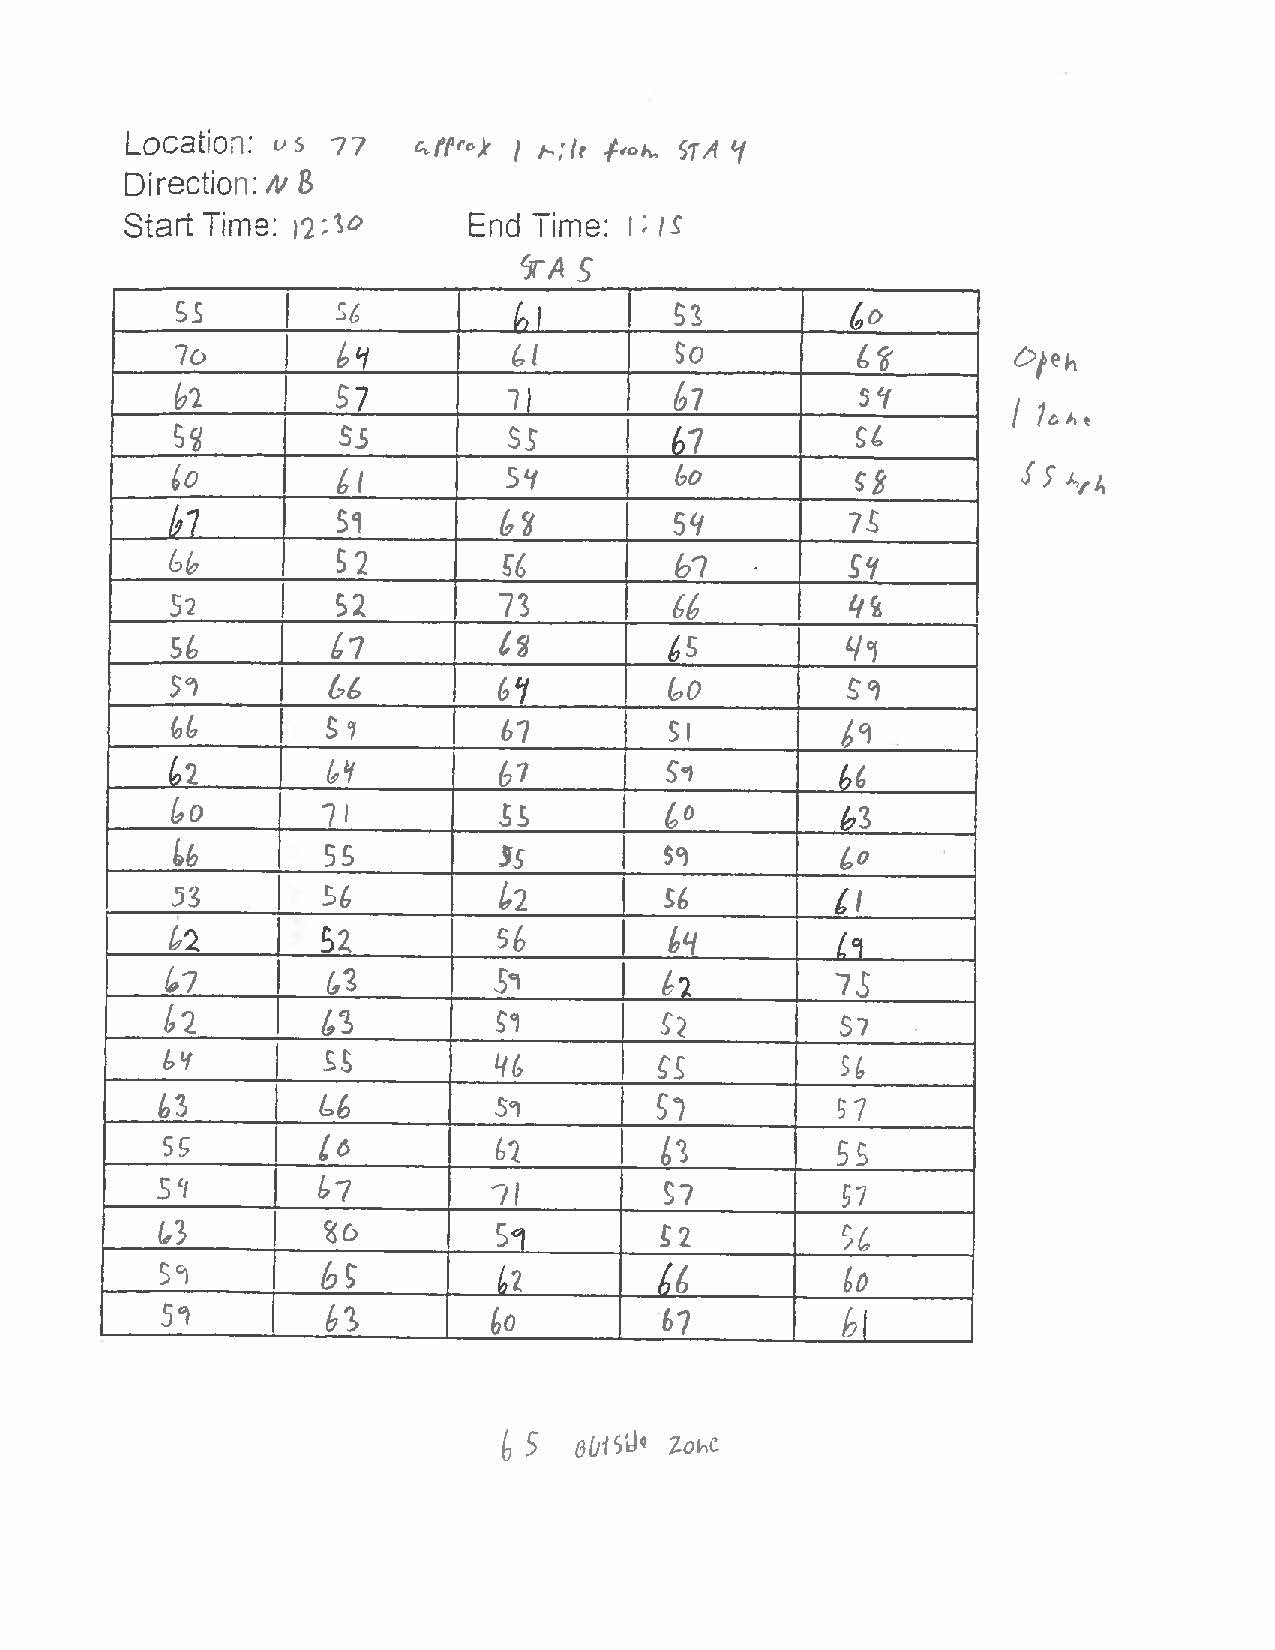 Location: US 77 approx 1 mile from STA 4
Direction: NB
Start Time: 12:30 End Time: 1:15
STA 5
55 56 61 53 60
70 64 61 50 68
Open
62 57 71 67 54
1 lane
58 55 55 67 56
60 61 54 60 58
55 mph
67 59 68 54 75
66 52 56 67 54
52 52 73 66 48
56 67 68 65 49
59 66 64 60 59
66 59 67 51 69
62 64 67 59 66
60 71 55 60 63
66 55 55 59 60
53 56 62 56 61
62 52 56 64 69
67 63 59 62 75
62 63 59 52 57
64 55 46 55 56
63 66 59 59 57
55 60 62 63 55
54 67 71 57 57
63 80 59 52 56
59 65 62 66 60
59 63 60 67 61
65 outside zone